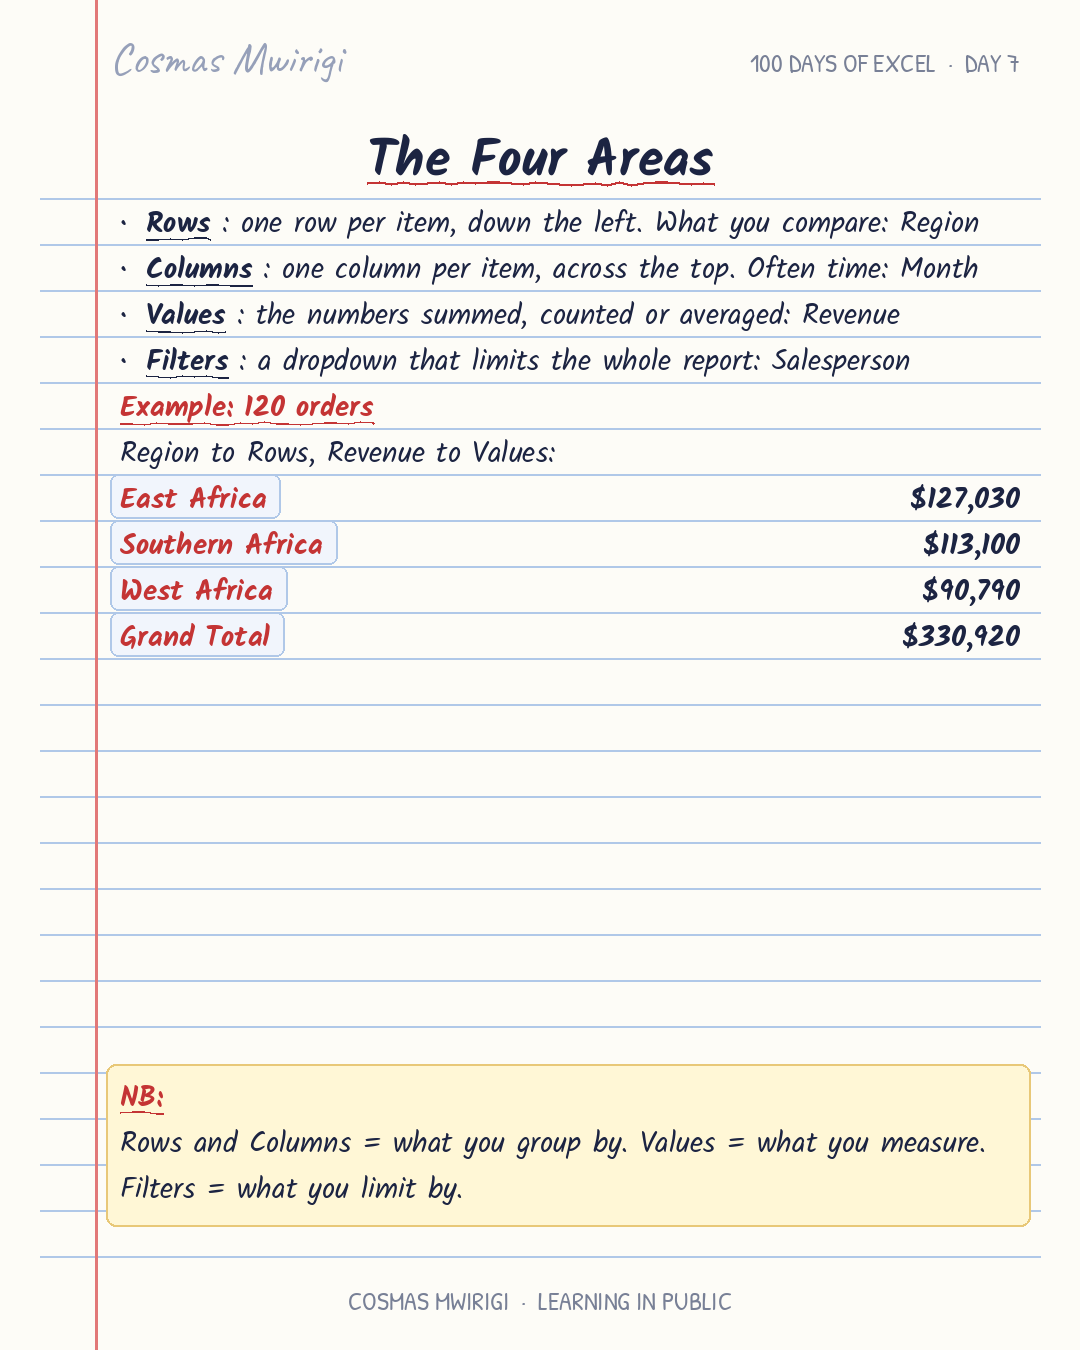 Cosmas Mwirigi
100 DAYS OF EXCEL · DAY 7
The Four Areas
· Rows : one row per item, down the left. What you compare: Region
· Columns : one column per item, across the top. Often time: Month
· Values : the numbers summed, counted or averaged: Revenue
· Filters : a dropdown that limits the whole report: Salesperson
Example: 120 orders
Region to Rows, Revenue to Values:
East Africa $127,030
Southern Africa $113,100
West Africa $90,790
Grand Total $330,920
NB:
Rows and Columns = what you group by. Values = what you measure.
Filters = what you limit by.
COSMAS MWIRIGI · LEARNING IN PUBLIC